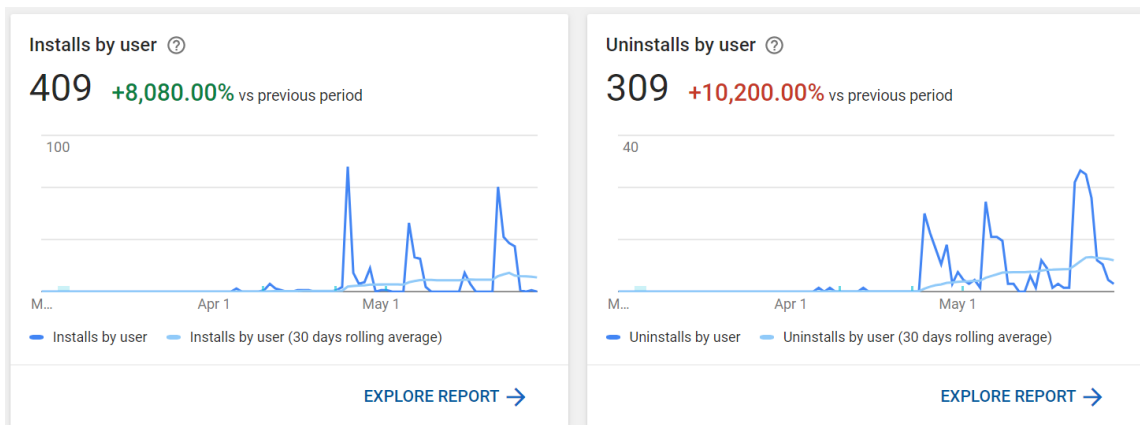 Installs by user ?
409 +8,080.00% vs previous period
100
M... Apr 1 May 1
Installs by user Installs by user (30 days rolling average)
EXPLORE REPORT
Uninstalls by user ?
309 +10,200.00% vs previous period
40
M... Apr 1 May 1
Uninstalls by user Uninstalls by user (30 days rolling average)
EXPLORE REPORT